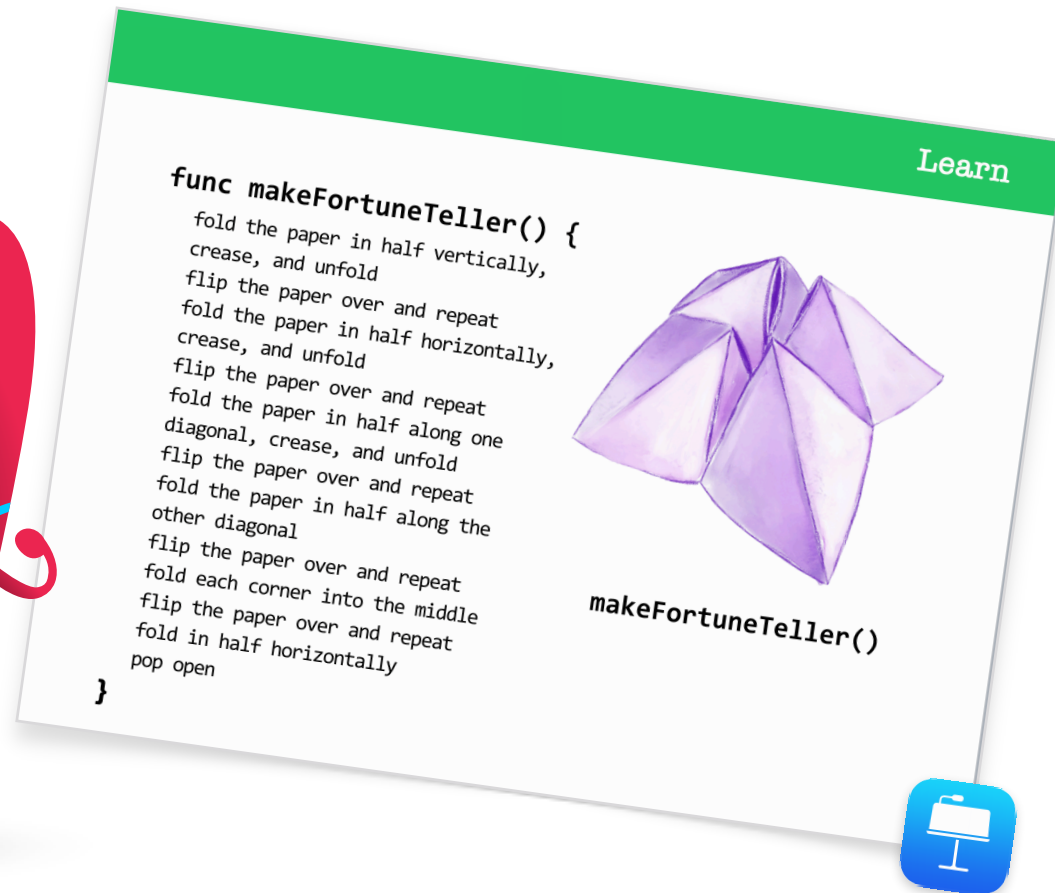 Learn
func makeFortuneTeller() {
fold the paper in half vertically,
crease, and unfold
flip the paper over and repeat
fold the paper in half horizontally,
crease, and unfold
flip the paper over and repeat
fold the paper in half along one
diagonal, crease, and unfold
flip the paper over and repeat
fold the paper in half along the
other diagonal
flip the paper over and repeat
fold each corner into the middle
flip the paper over and repeat
fold in half horizontally
pop open
}
makeFortuneTeller()